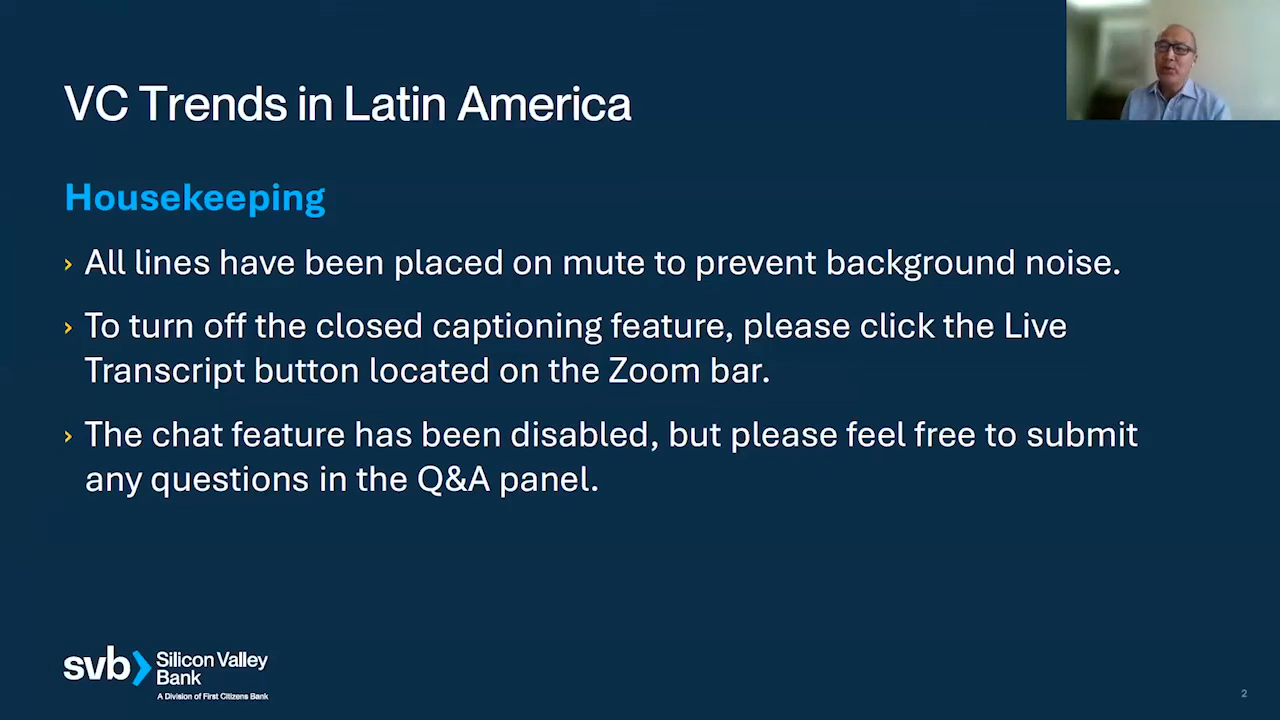 VC Trends in Latin America
Housekeeping
› All lines have been placed on mute to prevent background noise.
› To turn off the closed captioning feature, please click the Live
Transcript button located on the Zoom bar.
› The chat feature has been disabled, but please feel free to submit
any questions in the Q&A panel.
svb Silicon Valley
Bank
A Division of First Citizens Bank
2